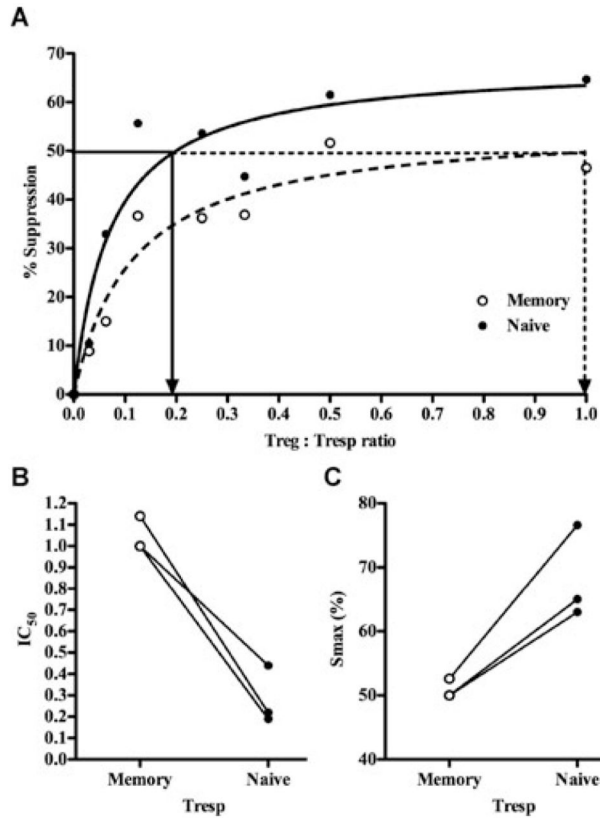 A
70
60
50
40
30
20
10
0
% Suppression
Memory
Naive
0.0 0.1 0.2 0.3 0.4 0.5 0.6 0.7 0.8 0.9 1.0
Treg : Tresp ratio
B
1.2
1.1
1.0
0.9
0.8
0.7
0.6
0.5
0.4
0.3
0.2
0.1
0.0
IC50
Memory Naive
Tresp
C
80
70
60
50
40
Smax (%)
Memory Naive
Tresp